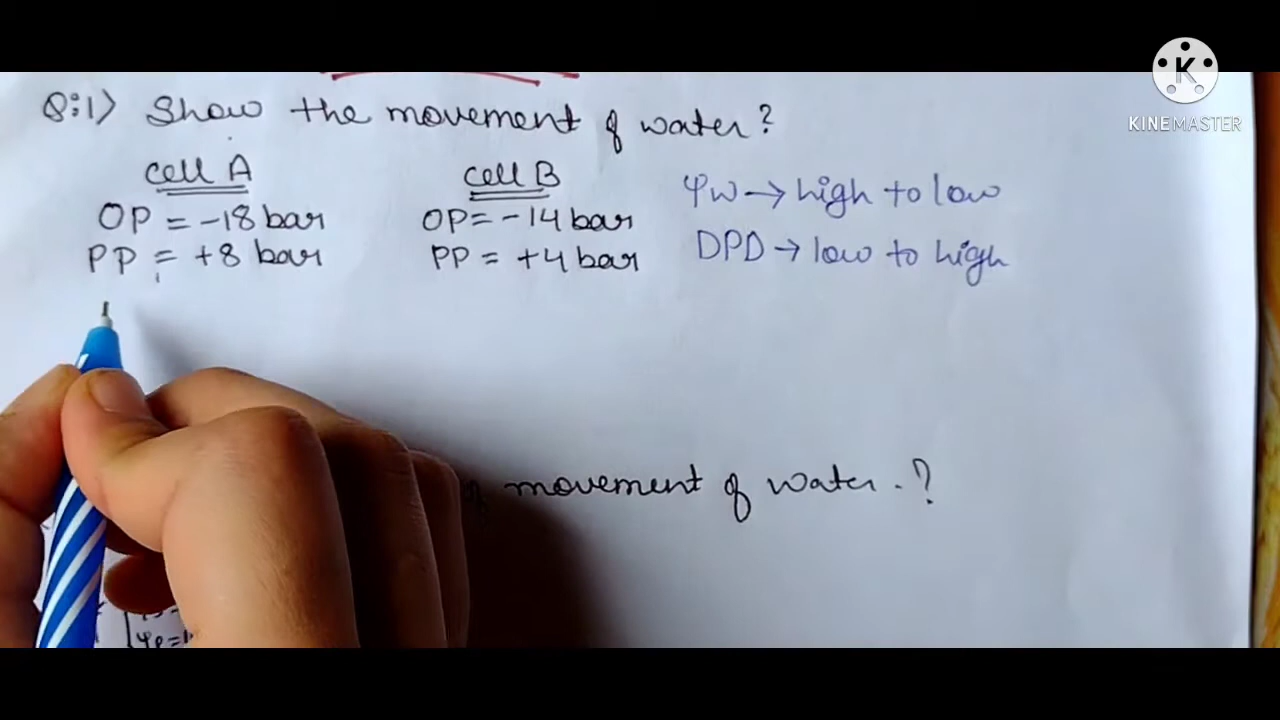 Q:1) Show the movement of water?
Cell A
OP = -18 bar
PP = +8 bar
Cell B
OP = -14 bar
PP = +4 bar
Ψw → high to low
DPD → low to high
of movement of water.?
KINEMASTER